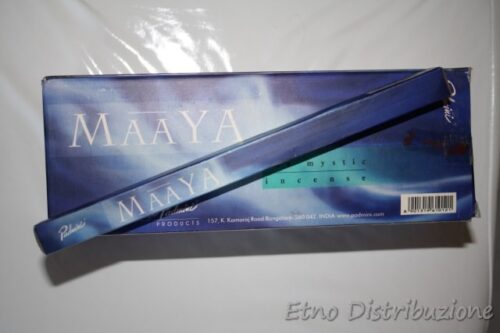 MAAYA
mystic
incense
Padmini
MAAYA
Padmini
PRODUCTS
157, K. Kamaraj Road Bangalore - 560 042, INDIA www.padmini.com
Etno Distribuzione